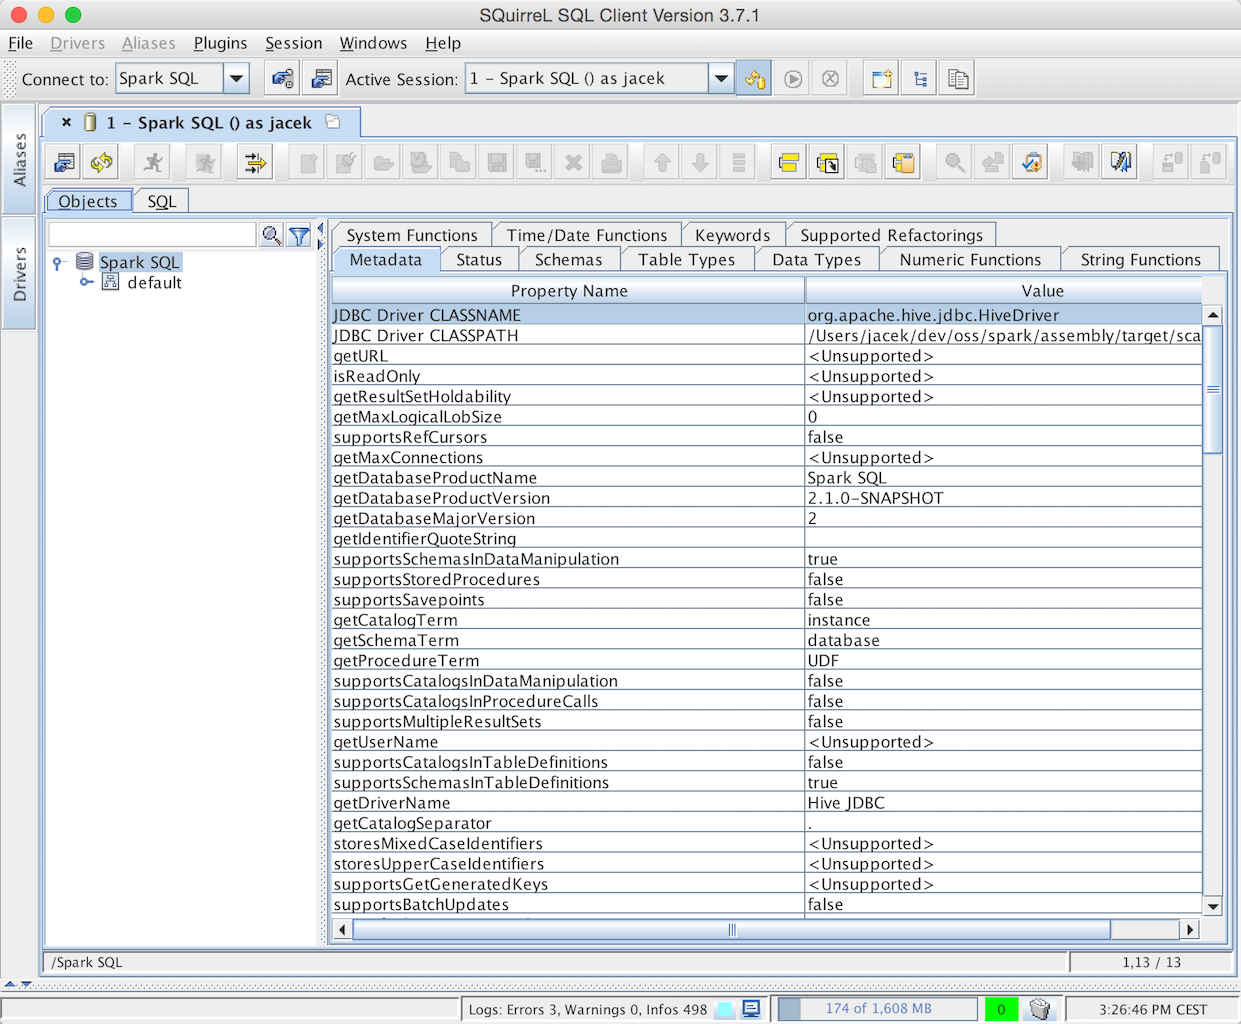 SQuirreL SQL Client Version 3.7.1
File Drivers Aliases Plugins Session Windows Help
Connect to: Spark SQL Active Session: 1 – Spark SQL () as jacek
1 – Spark SQL () as jacek
Aliases
Drivers
Objects SQL
Spark SQL
default
System Functions Time/Date Functions Keywords Supported Refactorings
Metadata Status Schemas Table Types Data Types Numeric Functions String Functions
Property Name Value
JDBC Driver CLASSNAME org.apache.hive.jdbc.HiveDriver
JDBC Driver CLASSPATH /Users/jacek/dev/oss/spark/assembly/target/sca
getURL <Unsupported>
isReadOnly <Unsupported>
getResultSetHoldability <Unsupported>
getMaxLogicalLobSize 0
supportsRefCursors false
getMaxConnections <Unsupported>
getDatabaseProductName Spark SQL
getDatabaseProductVersion 2.1.0-SNAPSHOT
getDatabaseMajorVersion 2
getIdentifierQuoteString
supportsSchemasInDataManipulation true
supportsStoredProcedures false
supportsSavepoints false
getCatalogTerm instance
getSchemaTerm database
getProcedureTerm UDF
supportsCatalogsInDataManipulation false
supportsCatalogsInProcedureCalls false
supportsMultipleResultSets false
getUserName <Unsupported>
supportsCatalogsInTableDefinitions false
supportsSchemasInTableDefinitions true
getDriverName Hive JDBC
getCatalogSeparator .
storesMixedCaseIdentifiers <Unsupported>
storesUpperCaseIdentifiers <Unsupported>
supportsGetGeneratedKeys <Unsupported>
supportsBatchUpdates false
/Spark SQL 1,13 / 13
Logs: Errors 3, Warnings 0, Infos 498 174 of 1,608 MB 0 3:26:46 PM CEST